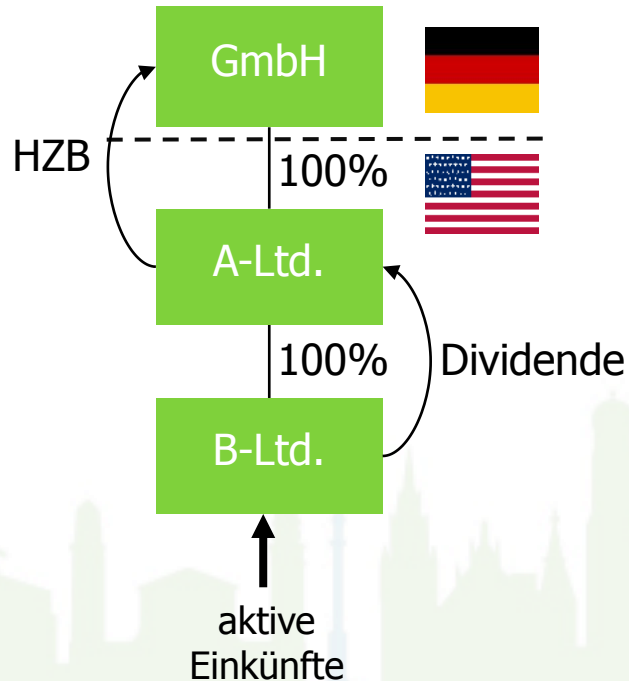 GmbH
HZB
100%
A-Ltd.
100%
Dividende
B-Ltd.
aktive
Einkünfte